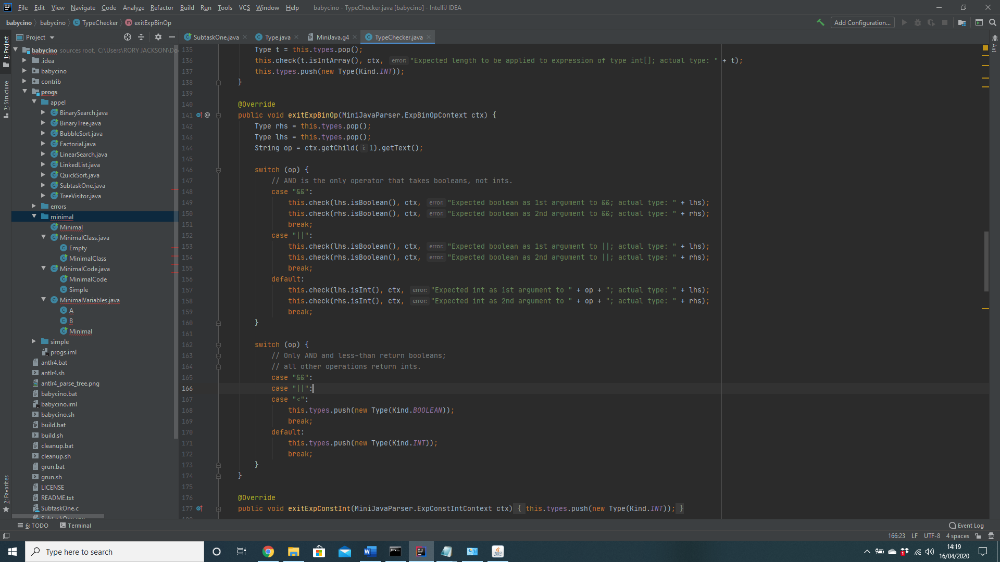 File Edit View Navigate Code Analyze Refactor Build Run Tools VCS Window Help babycino - TypeChecker.java [babycino] - IntelliJ IDEA
babycino babycino TypeChecker exitExpBinOp Add Configuration...
Project SubtaskOne.java Type.java MiniJava.g4 TypeChecker.java
1: Project
7: Structure
2: Favorites
Ant
babycino sources root, C:\Users\RORY JACKSON\Do
.idea
babycino
contrib
progs
appel
BinarySearch.java
BinaryTree.java
BubbleSort.java
Factorial.java
LinearSearch.java
LinkedList.java
QuickSort.java
SubtaskOne.java
TreeVisitor.java
errors
minimal
Minimal
MinimalClass.java
Empty
MinimalClass
MinimalCode.java
MinimalCode
Simple
MinimalVariables.java
A
B
Minimal
simple
progs.iml
antlr4.bat
antlr4.sh
antlr4_parse_tree.png
babycino.bat
babycino.iml
babycino.sh
build.bat
build.sh
cleanup.bat
cleanup.sh
grun.bat
grun.sh
LICENSE
README.txt
SubtaskOne.c
SubtaskOne.exe
135 Type t = this.types.pop();
136 this.check(t.isIntArray(), ctx, error: "Expected length to be applied to expression of type int[]; actual type: " + t);
137 this.types.push(new Type(Kind.INT));
138 }
139
140 @Override
141 @ public void exitExpBinOp(MiniJavaParser.ExpBinOpContext ctx) {
142 Type rhs = this.types.pop();
143 Type lhs = this.types.pop();
144 String op = ctx.getChild( i: 1).getText();
145
146 switch (op) {
147 // AND is the only operator that takes booleans, not ints.
148 case "&&":
149 this.check(lhs.isBoolean(), ctx, error: "Expected boolean as 1st argument to &&; actual type: " + lhs);
150 this.check(rhs.isBoolean(), ctx, error: "Expected boolean as 2nd argument to &&; actual type: " + rhs);
151 break;
152 case "||":
153 this.check(lhs.isBoolean(), ctx, error: "Expected boolean as 1st argument to ||; actual type: " + lhs);
154 this.check(rhs.isBoolean(), ctx, error: "Expected boolean as 2nd argument to ||; actual type: " + rhs);
155 break;
156 default:
157 this.check(lhs.isInt(), ctx, error: "Expected int as 1st argument to " + op + "; actual type: " + lhs);
158 this.check(rhs.isInt(), ctx, error: "Expected int as 2nd argument to " + op + "; actual type: " + rhs);
159 break;
160 }
161
162 switch (op) {
163 // Only AND and less-than return booleans;
164 // all other operations return ints.
165 case "&&":
166 case "||":
167 case "<":
168 this.types.push(new Type(Kind.BOOLEAN));
169 break;
170 default:
171 this.types.push(new Type(Kind.INT));
172 break;
173 }
174 }
175
176 @Override
177 public void exitExpConstInt(MiniJavaParser.ExpConstIntContext ctx) { this.types.push(new Type(Kind.INT)); }
6: TODO Terminal Event Log
166:23 LF UTF-8 4 spaces
Type here to search
14:19
16/04/2020